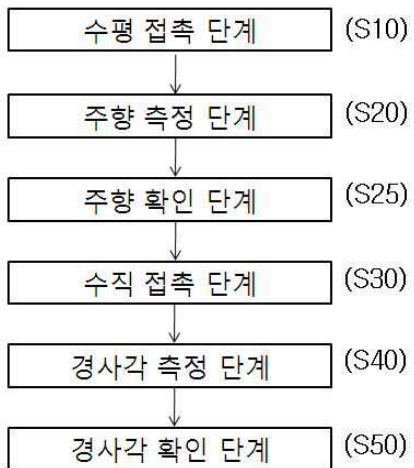 수평 접촉 단계 (S10)
주향 측정 단계 (S20)
주향 확인 단계 (S25)
수직 접촉 단계 (S30)
경사각 측정 단계 (S40)
경사각 확인 단계 (S50)